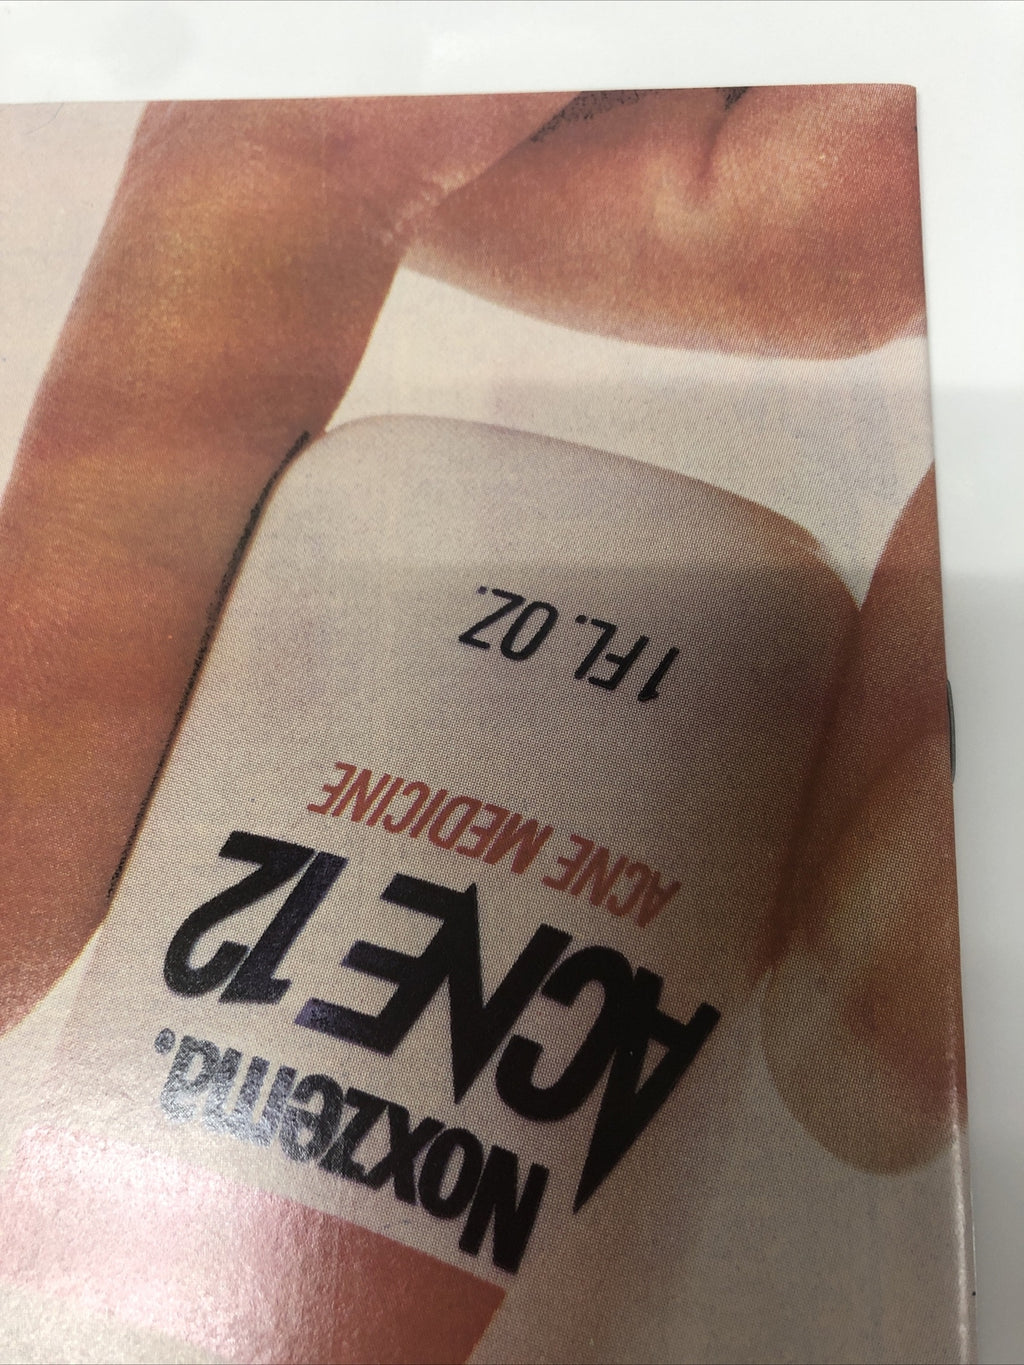 Noxzema.
ACNE 12
ACNE MEDICINE
1 FL. OZ.